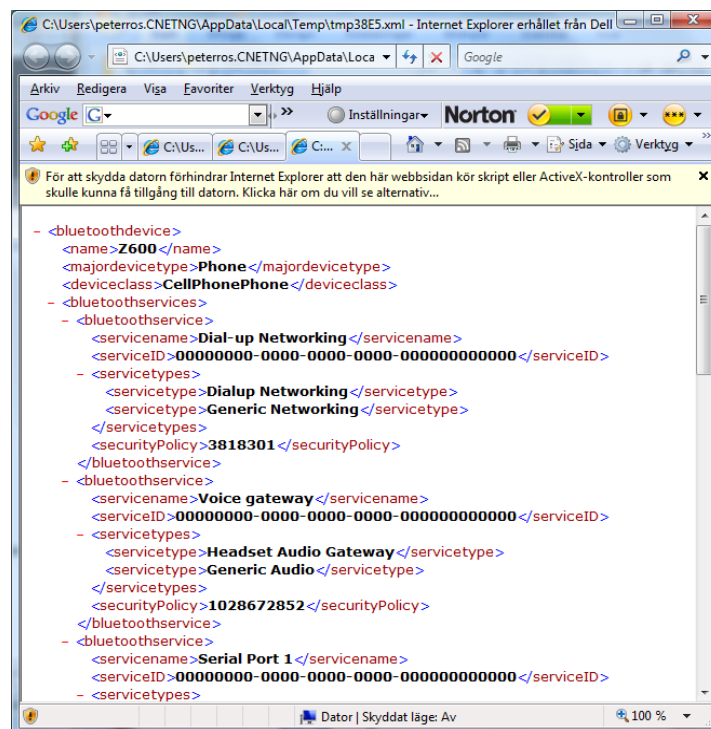 C:\Users\peterros.CNETNG\AppData\Local\Temp\tmp38E5.xml - Internet Explorer erhållet från Dell
C:\Users\peterros.CNETNG\AppData\Loca
Google
Arkiv Redigera Visa Favoriter Verktyg Hjälp
Google G Inställningar Norton
C:\Us... C:\Us... C:... Sida Verktyg
För att skydda datorn förhindrar Internet Explorer att den här webbsidan kör skript eller ActiveX-kontroller som
skulle kunna få tillgång till datorn. Klicka här om du vill se alternativ...
- <bluetoothdevice>
<name>Z600</name>
<majordevicetype>Phone</majordevicetype>
<deviceclass>CellPhonePhone</deviceclass>
- <bluetoothservices>
- <bluetoothservice>
<servicename>Dial-up Networking</servicename>
<serviceID>00000000-0000-0000-0000-000000000000</serviceID>
- <servicetypes>
<servicetype>Dialup Networking</servicetype>
<servicetype>Generic Networking</servicetype>
</servicetypes>
<securityPolicy>3818301</securityPolicy>
</bluetoothservice>
- <bluetoothservice>
<servicename>Voice gateway</servicename>
<serviceID>00000000-0000-0000-0000-000000000000</serviceID>
- <servicetypes>
<servicetype>Headset Audio Gateway</servicetype>
<servicetype>Generic Audio</servicetype>
</servicetypes>
<securityPolicy>1028672852</securityPolicy>
</bluetoothservice>
- <bluetoothservice>
<servicename>Serial Port 1</servicename>
<serviceID>00000000-0000-0000-0000-000000000000</serviceID>
- <servicetypes>
Dator | Skyddat läge: Av 100 %